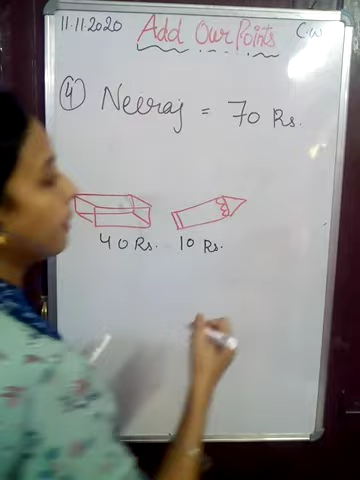 11.11.2020 Add Our Points C.W
4 Neeraj = 70 Rs.
40 Rs. 10 Rs.